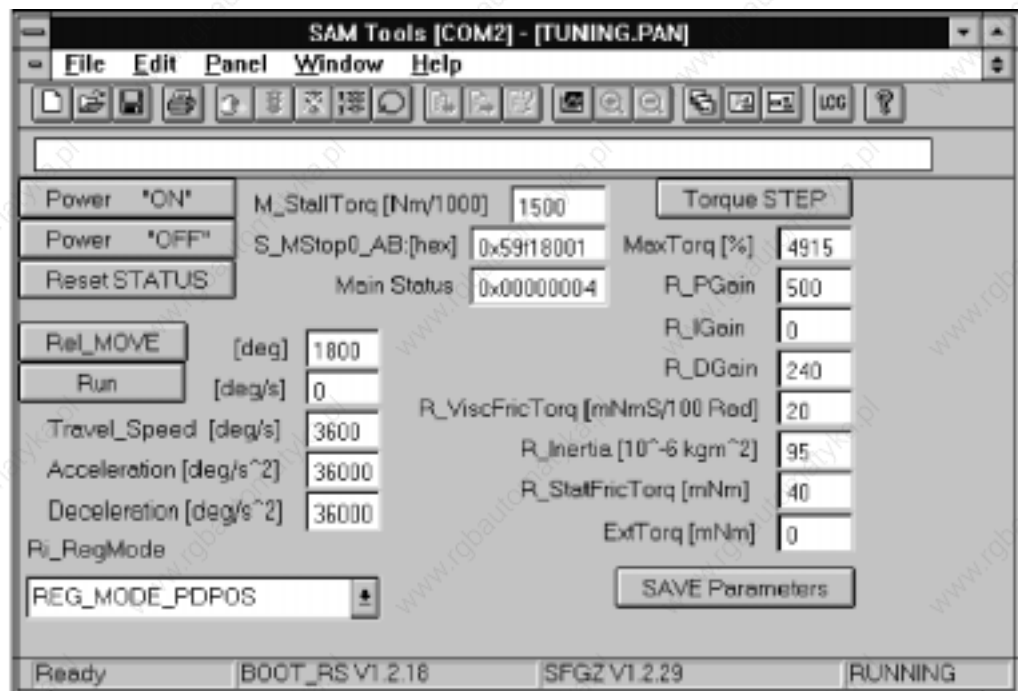 SAM Tools [COM2] - [TUNING.PAN]
File Edit Panel Window Help
LOG
Power "ON"
M_StallTorq [Nm/1000] 1500
Torque STEP
Power "OFF"
S_MStop0_AB:[hex] 0x59f18001
MaxTorq [%] 4915
Reset STATUS
Main Status 0x00000004
R_PGain 500
R_IGain 0
Rel_MOVE [deg] 1800
R_DGain 240
Run [deg/s] 0
R_ViscFricTorq [mNmS/100 Rad] 20
Travel_Speed [deg/s] 3600
R_Inertia [10^-6 kgm^2] 95
Acceleration [deg/s^2] 36000
R_StatFricTorq [mNm] 40
Deceleration [deg/s^2] 36000
ExtTorq [mNm] 0
Ri_RegMode
REG_MODE_PDPOS
SAVE Parameters
Ready BOOT_RS V1.2.18 SFGZ V1.2.29 RUNNING
www.rgbautomatyka.pl